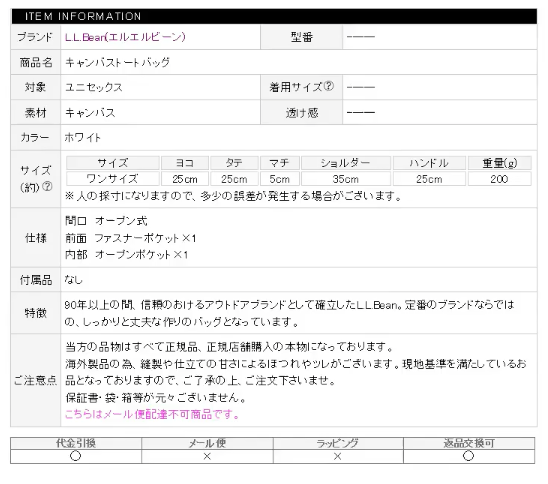 ITEM INFORMATION
ブランド L.L.Bean(エルエルビーン) 型番 -----
商品名 キャンバストートバッグ
対象 ユニセックス 着用サイズ? -----
素材 キャンバス 透け感 -----
カラー ホワイト
サイズ(約)?
サイズ ヨコ タテ マチ ショルダー ハンドル 重量(g)
ワンサイズ 25cm 25cm 5cm 35cm 25cm 200
※人の採寸になりますので、多少の誤差が発生する場合がございます。
仕様
間口 オープン式
前面 ファスナーポケット×1
内部 オープンポケット×1
付属品 なし
特徴
90年以上の間、信頼のおけるアウトドアブランドとして確立したL.L.Bean。定番のブランドならでは
の、しっかりと丈夫な作りのバッグとなっています。
ご注意点
当方の品物はすべて正規品、正規店舗購入の本物になっております。
海外製品の為、縫製や仕立ての甘さによるほつれやツレがございます。現地基準を満たしているお
品となっておりますので、ご了承の上、ご注文下さいませ。
保証書・袋・箱等が元々ございません。
こちらはメール便配達不可商品です。
代金引換 メール便 ラッピング 返品交換可
○ × × ○